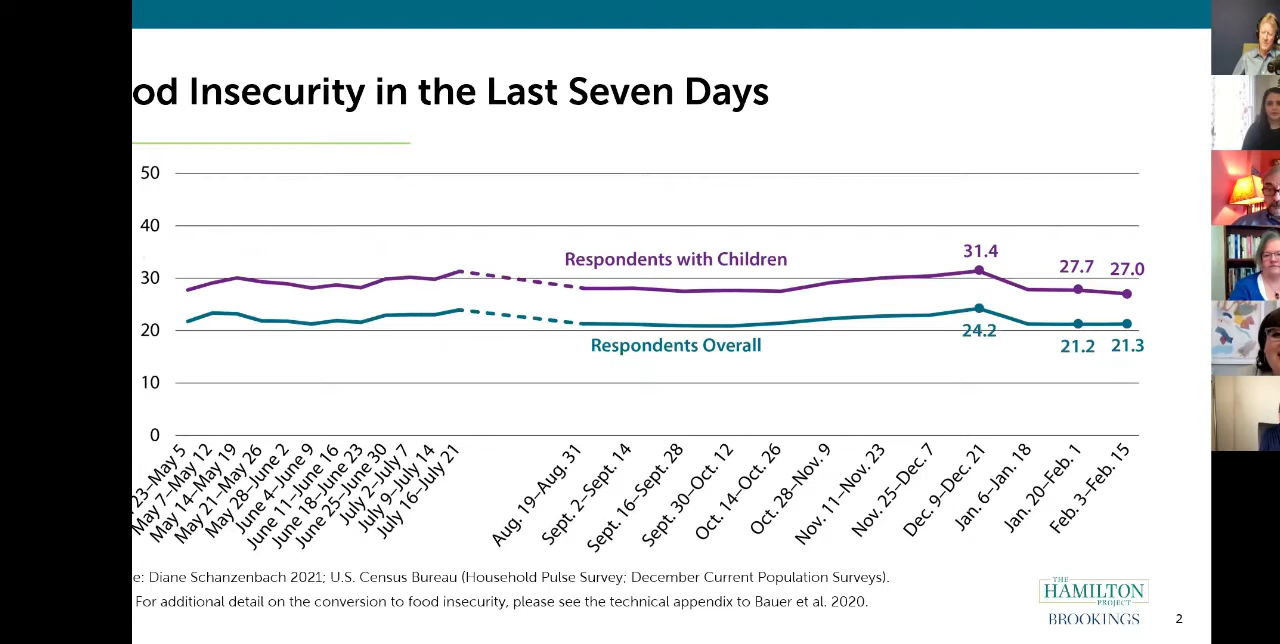 od Insecurity in the Last Seven Days
50
40
30
20
10
0
Respondents with Children
Respondents Overall
31.4
27.7
27.0
24.2
21.2
21.3
23–May 5
May 7–May 12
May 14–May 19
May 21–May 26
May 28–June 2
June 4–June 9
June 11–June 16
June 18–June 23
June 25–June 30
July 2–July 7
July 9–July 14
July 16–July 21
Aug. 19–Aug. 31
Sept. 2–Sept. 14
Sept. 16–Sept. 28
Sept. 30–Oct. 12
Oct. 14–Oct. 26
Oct. 28–Nov. 9
Nov. 11–Nov. 23
Nov. 25–Dec. 7
Dec. 9–Dec. 21
Jan. 6–Jan. 18
Jan. 20–Feb. 1
Feb. 3–Feb. 15
e: Diane Schanzenbach 2021; U.S. Census Bureau (Household Pulse Survey; December Current Population Surveys).
For additional detail on the conversion to food insecurity, please see the technical appendix to Bauer et al. 2020.
THE
HAMILTON
PROJECT
BROOKINGS
2